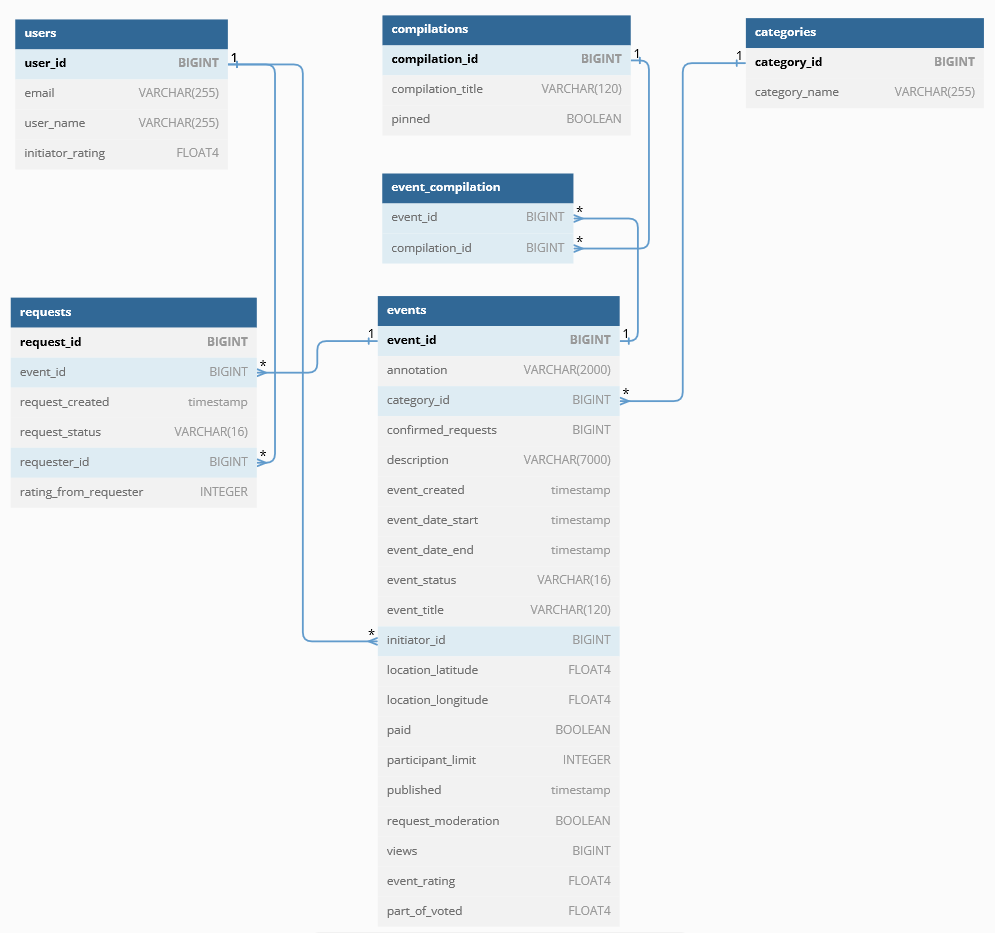 users
user_id BIGINT
email VARCHAR(255)
user_name VARCHAR(255)
initiator_rating FLOAT4
1
compilations
compilation_id BIGINT
compilation_title VARCHAR(120)
pinned BOOLEAN
1
categories
category_id BIGINT
category_name VARCHAR(255)
1
event_compilation
event_id BIGINT
compilation_id BIGINT
*
*
requests
request_id BIGINT
event_id BIGINT
request_created timestamp
request_status VARCHAR(16)
requester_id BIGINT
rating_from_requester INTEGER
*
*
events
1
event_id BIGINT
1
annotation VARCHAR(2000)
category_id BIGINT
*
confirmed_requests BIGINT
description VARCHAR(7000)
event_created timestamp
event_date_start timestamp
event_date_end timestamp
event_status VARCHAR(16)
event_title VARCHAR(120)
*
initiator_id BIGINT
location_latitude FLOAT4
location_longitude FLOAT4
paid BOOLEAN
participant_limit INTEGER
published timestamp
request_moderation BOOLEAN
views BIGINT
event_rating FLOAT4
part_of_voted FLOAT4